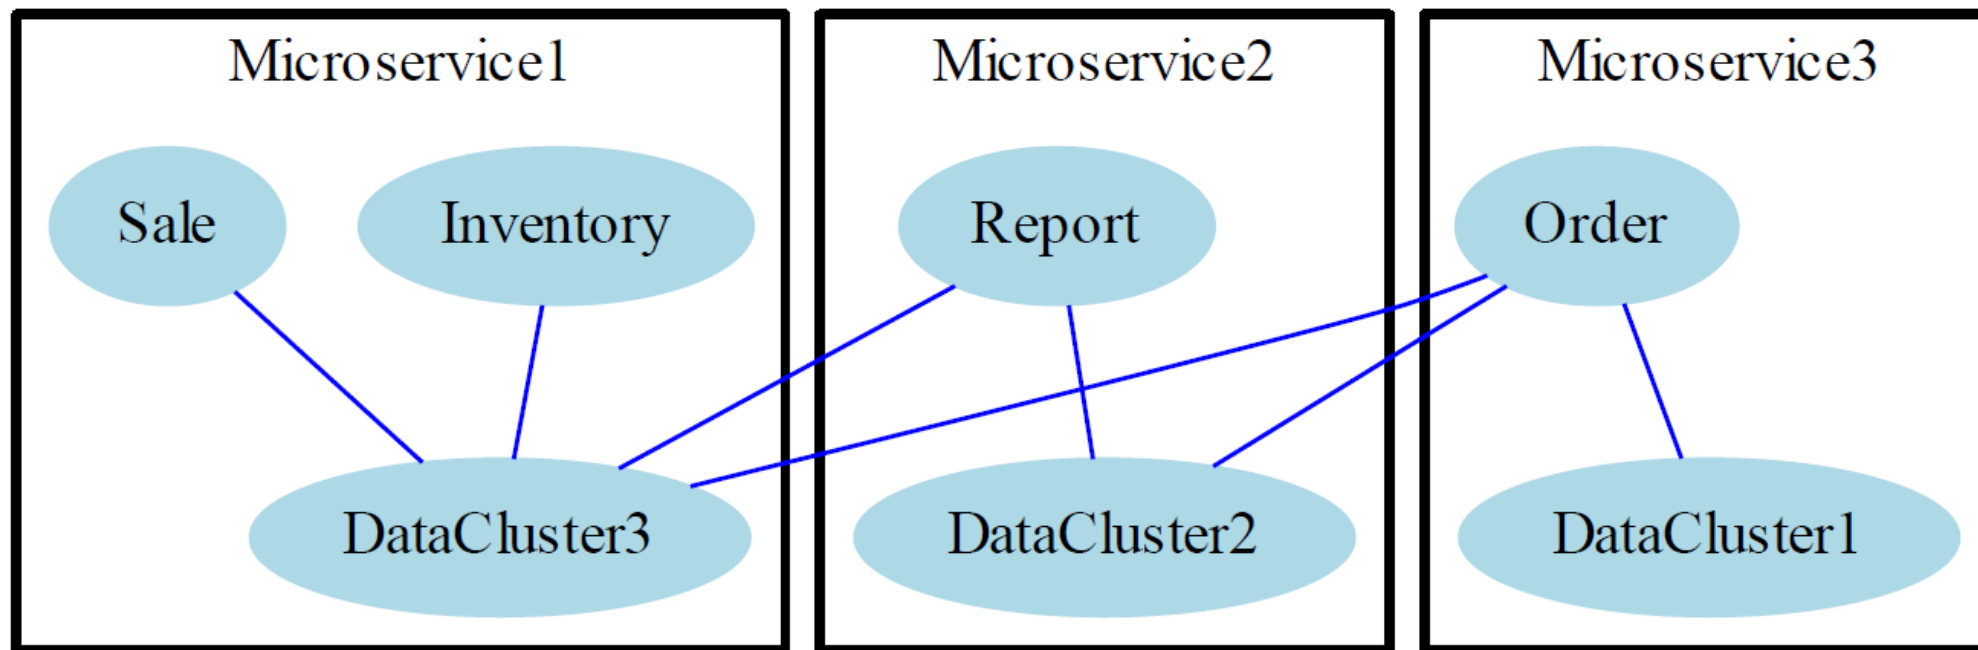 Microservice1
Microservice2
Microservice3
Sale
Inventory
Report
Order
DataCluster3
DataCluster2
DataCluster1